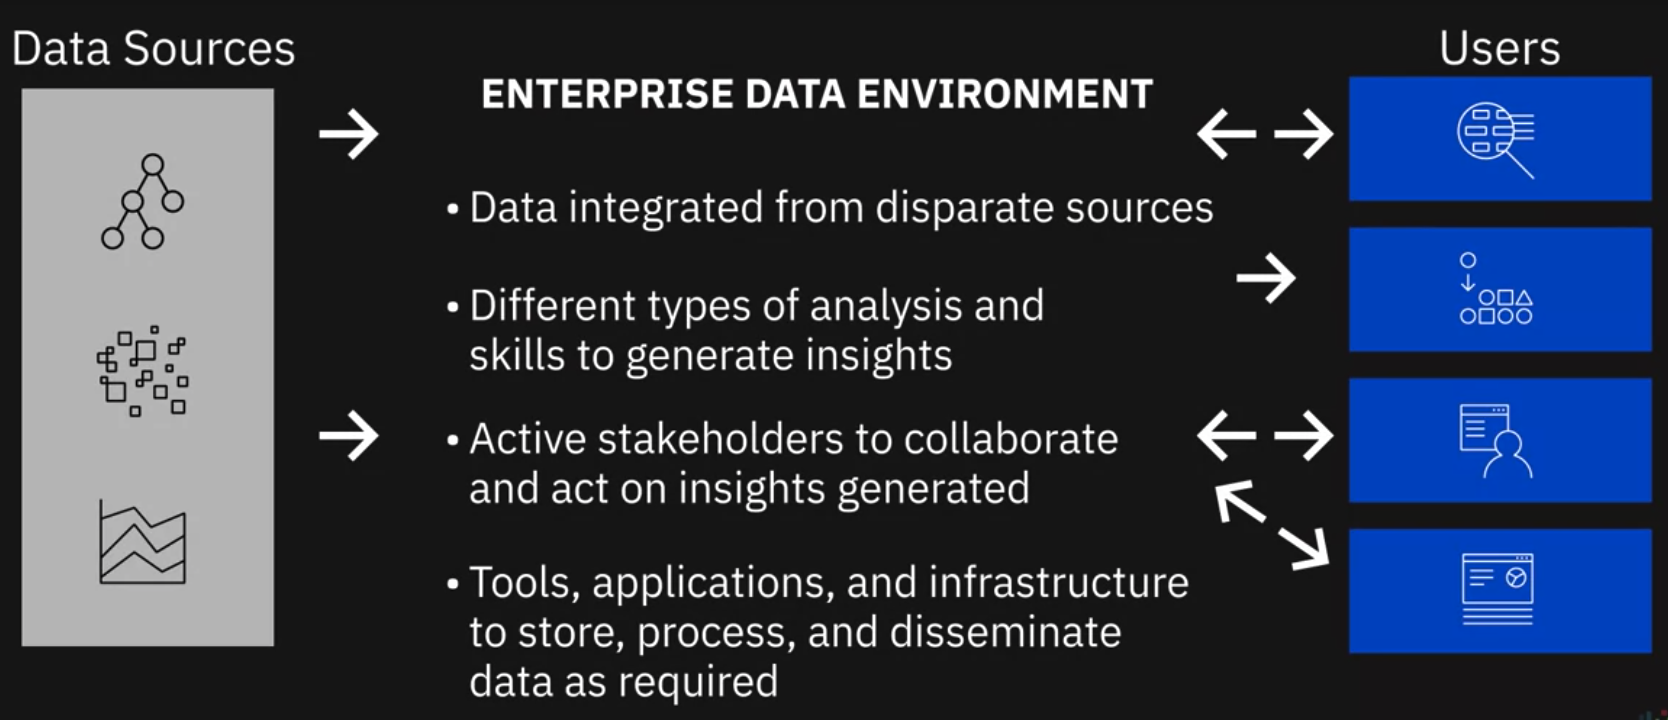 Data Sources
Users
ENTERPRISE DATA ENVIRONMENT
• Data integrated from disparate sources
• Different types of analysis and
skills to generate insights
• Active stakeholders to collaborate
and act on insights generated
• Tools, applications, and infrastructure
to store, process, and disseminate
data as required